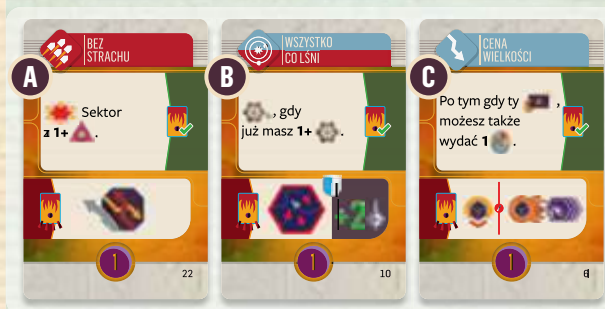 A
BEZ
STRACHU
Sektor
z 1+ .
1
22
B
WSZYSTKO
CO LŚNI
, gdy
już masz 1+ .
+2
1
10
C
CENA
WIELKOŚCI
Po tym gdy ty ,
możesz także
wydać 1 .
1
6